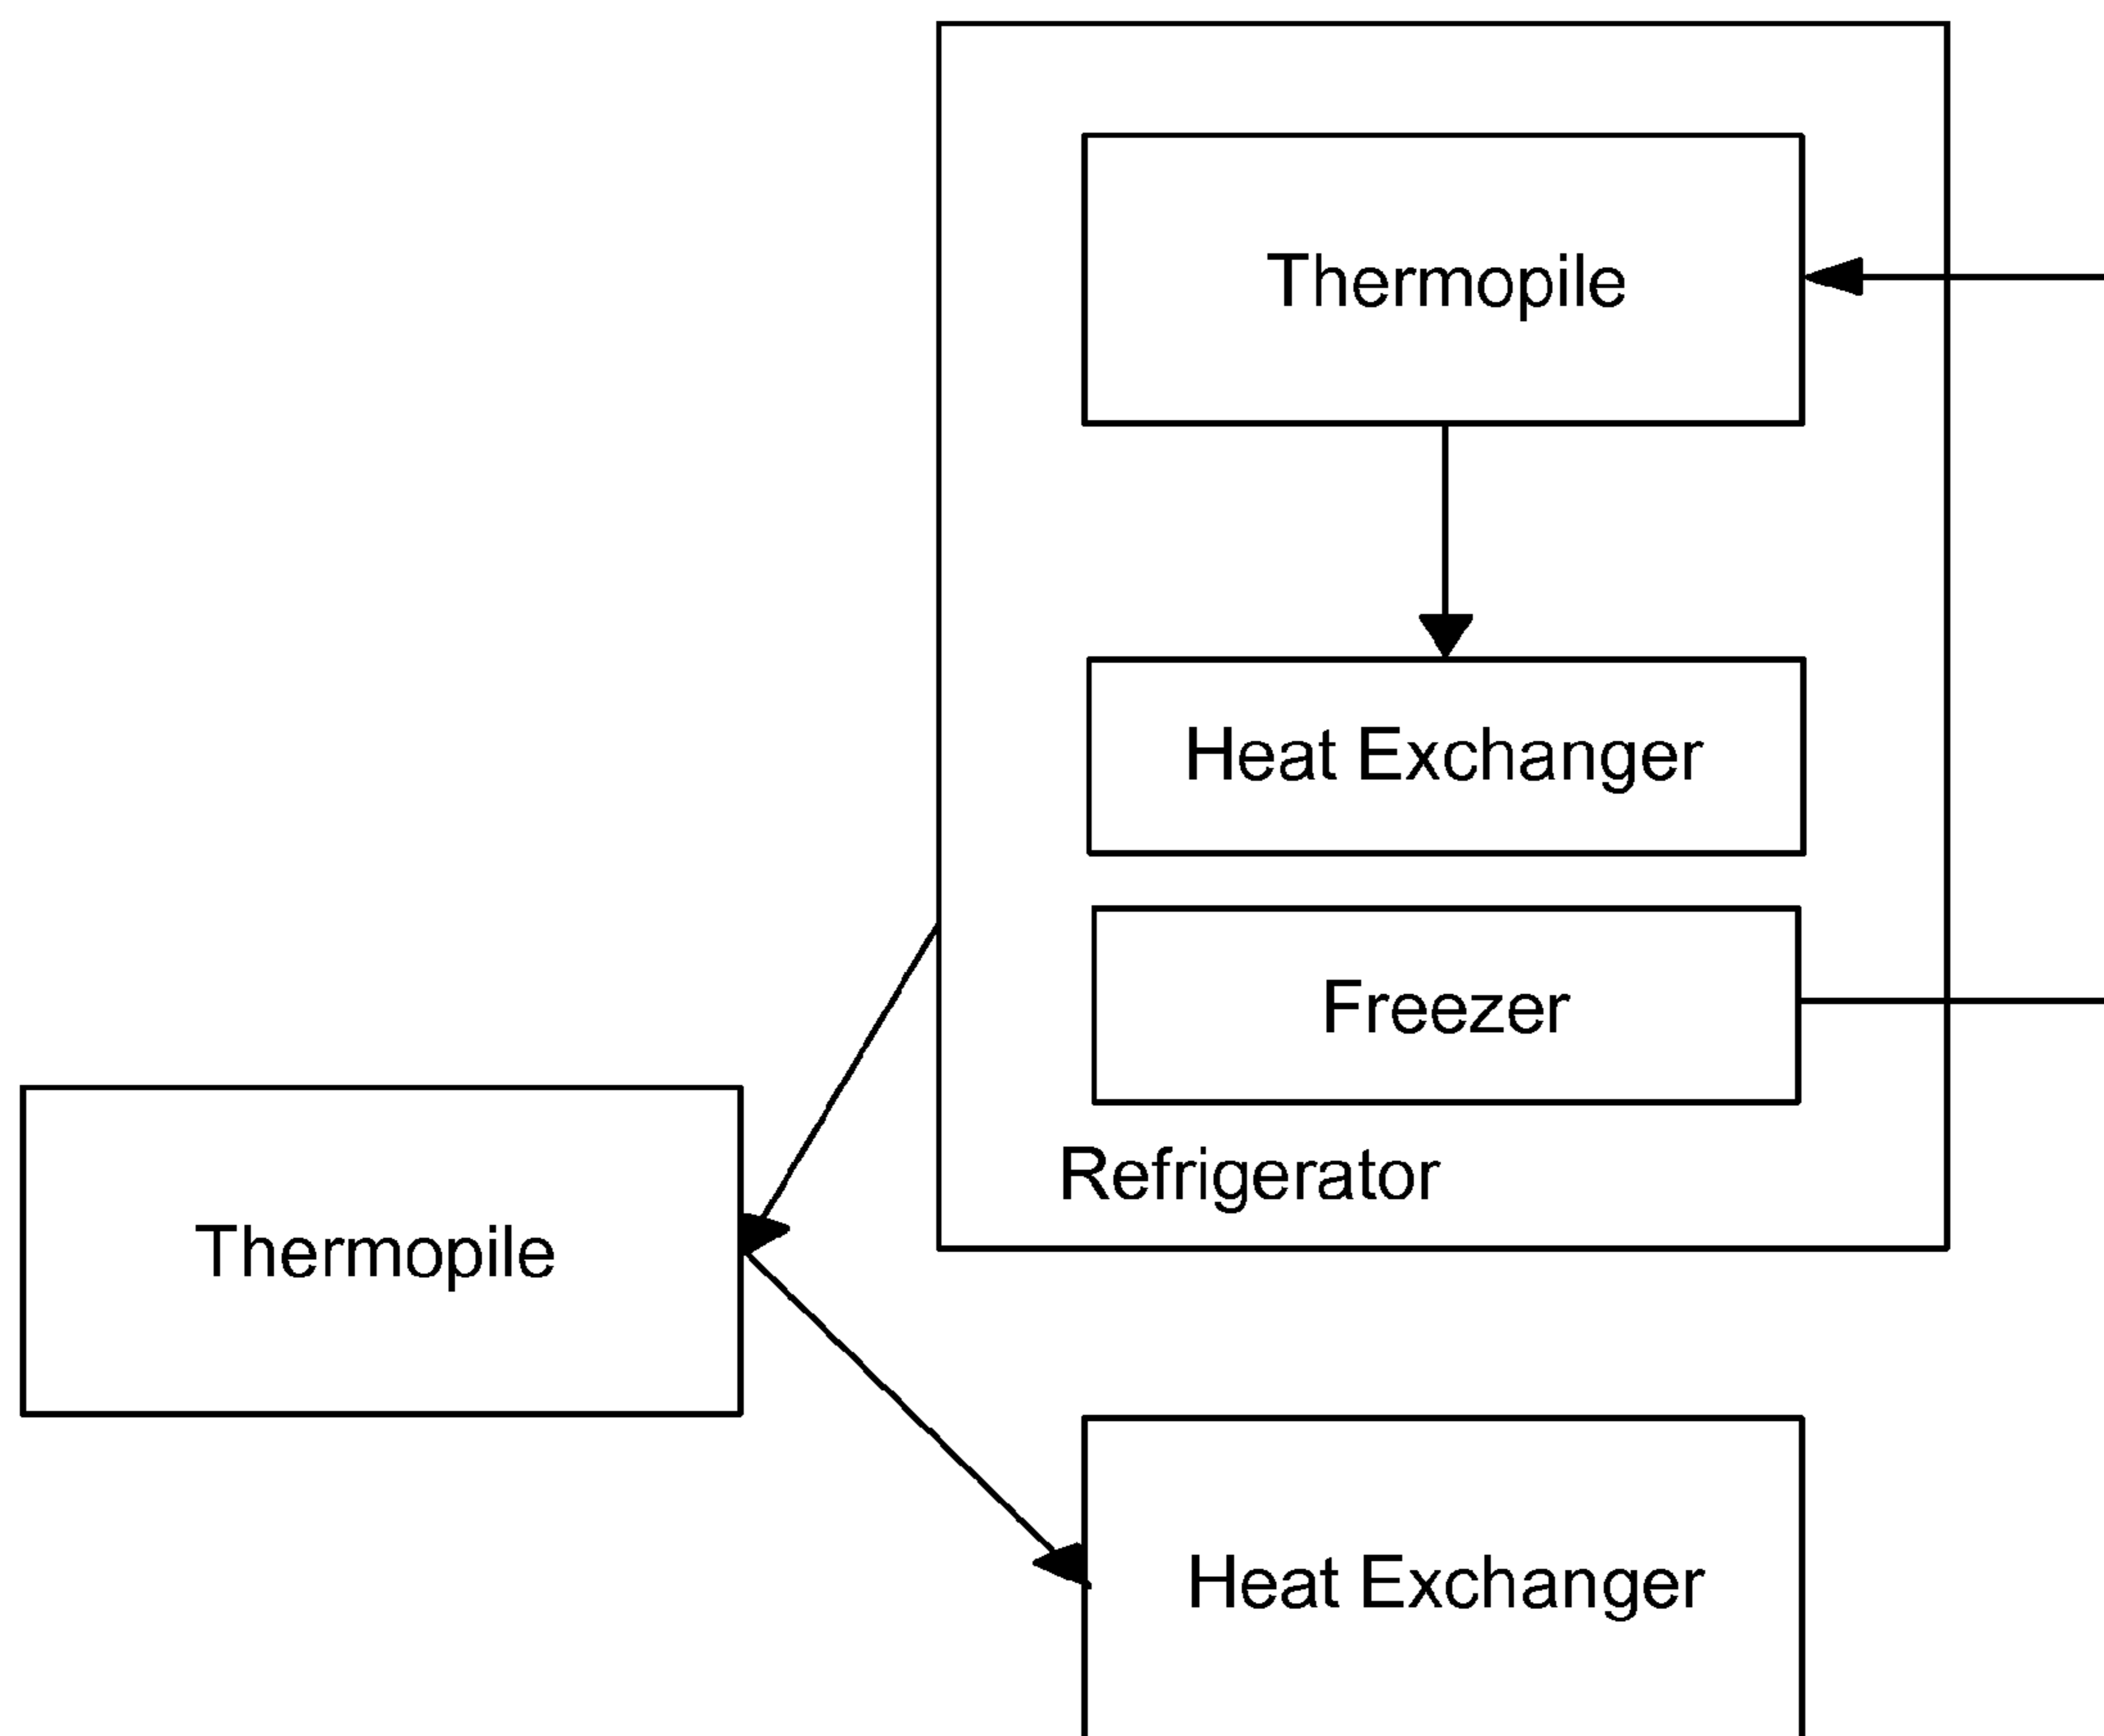 Thermopile
Heat Exchanger
Freezer
Refrigerator
Thermopile
Heat Exchanger